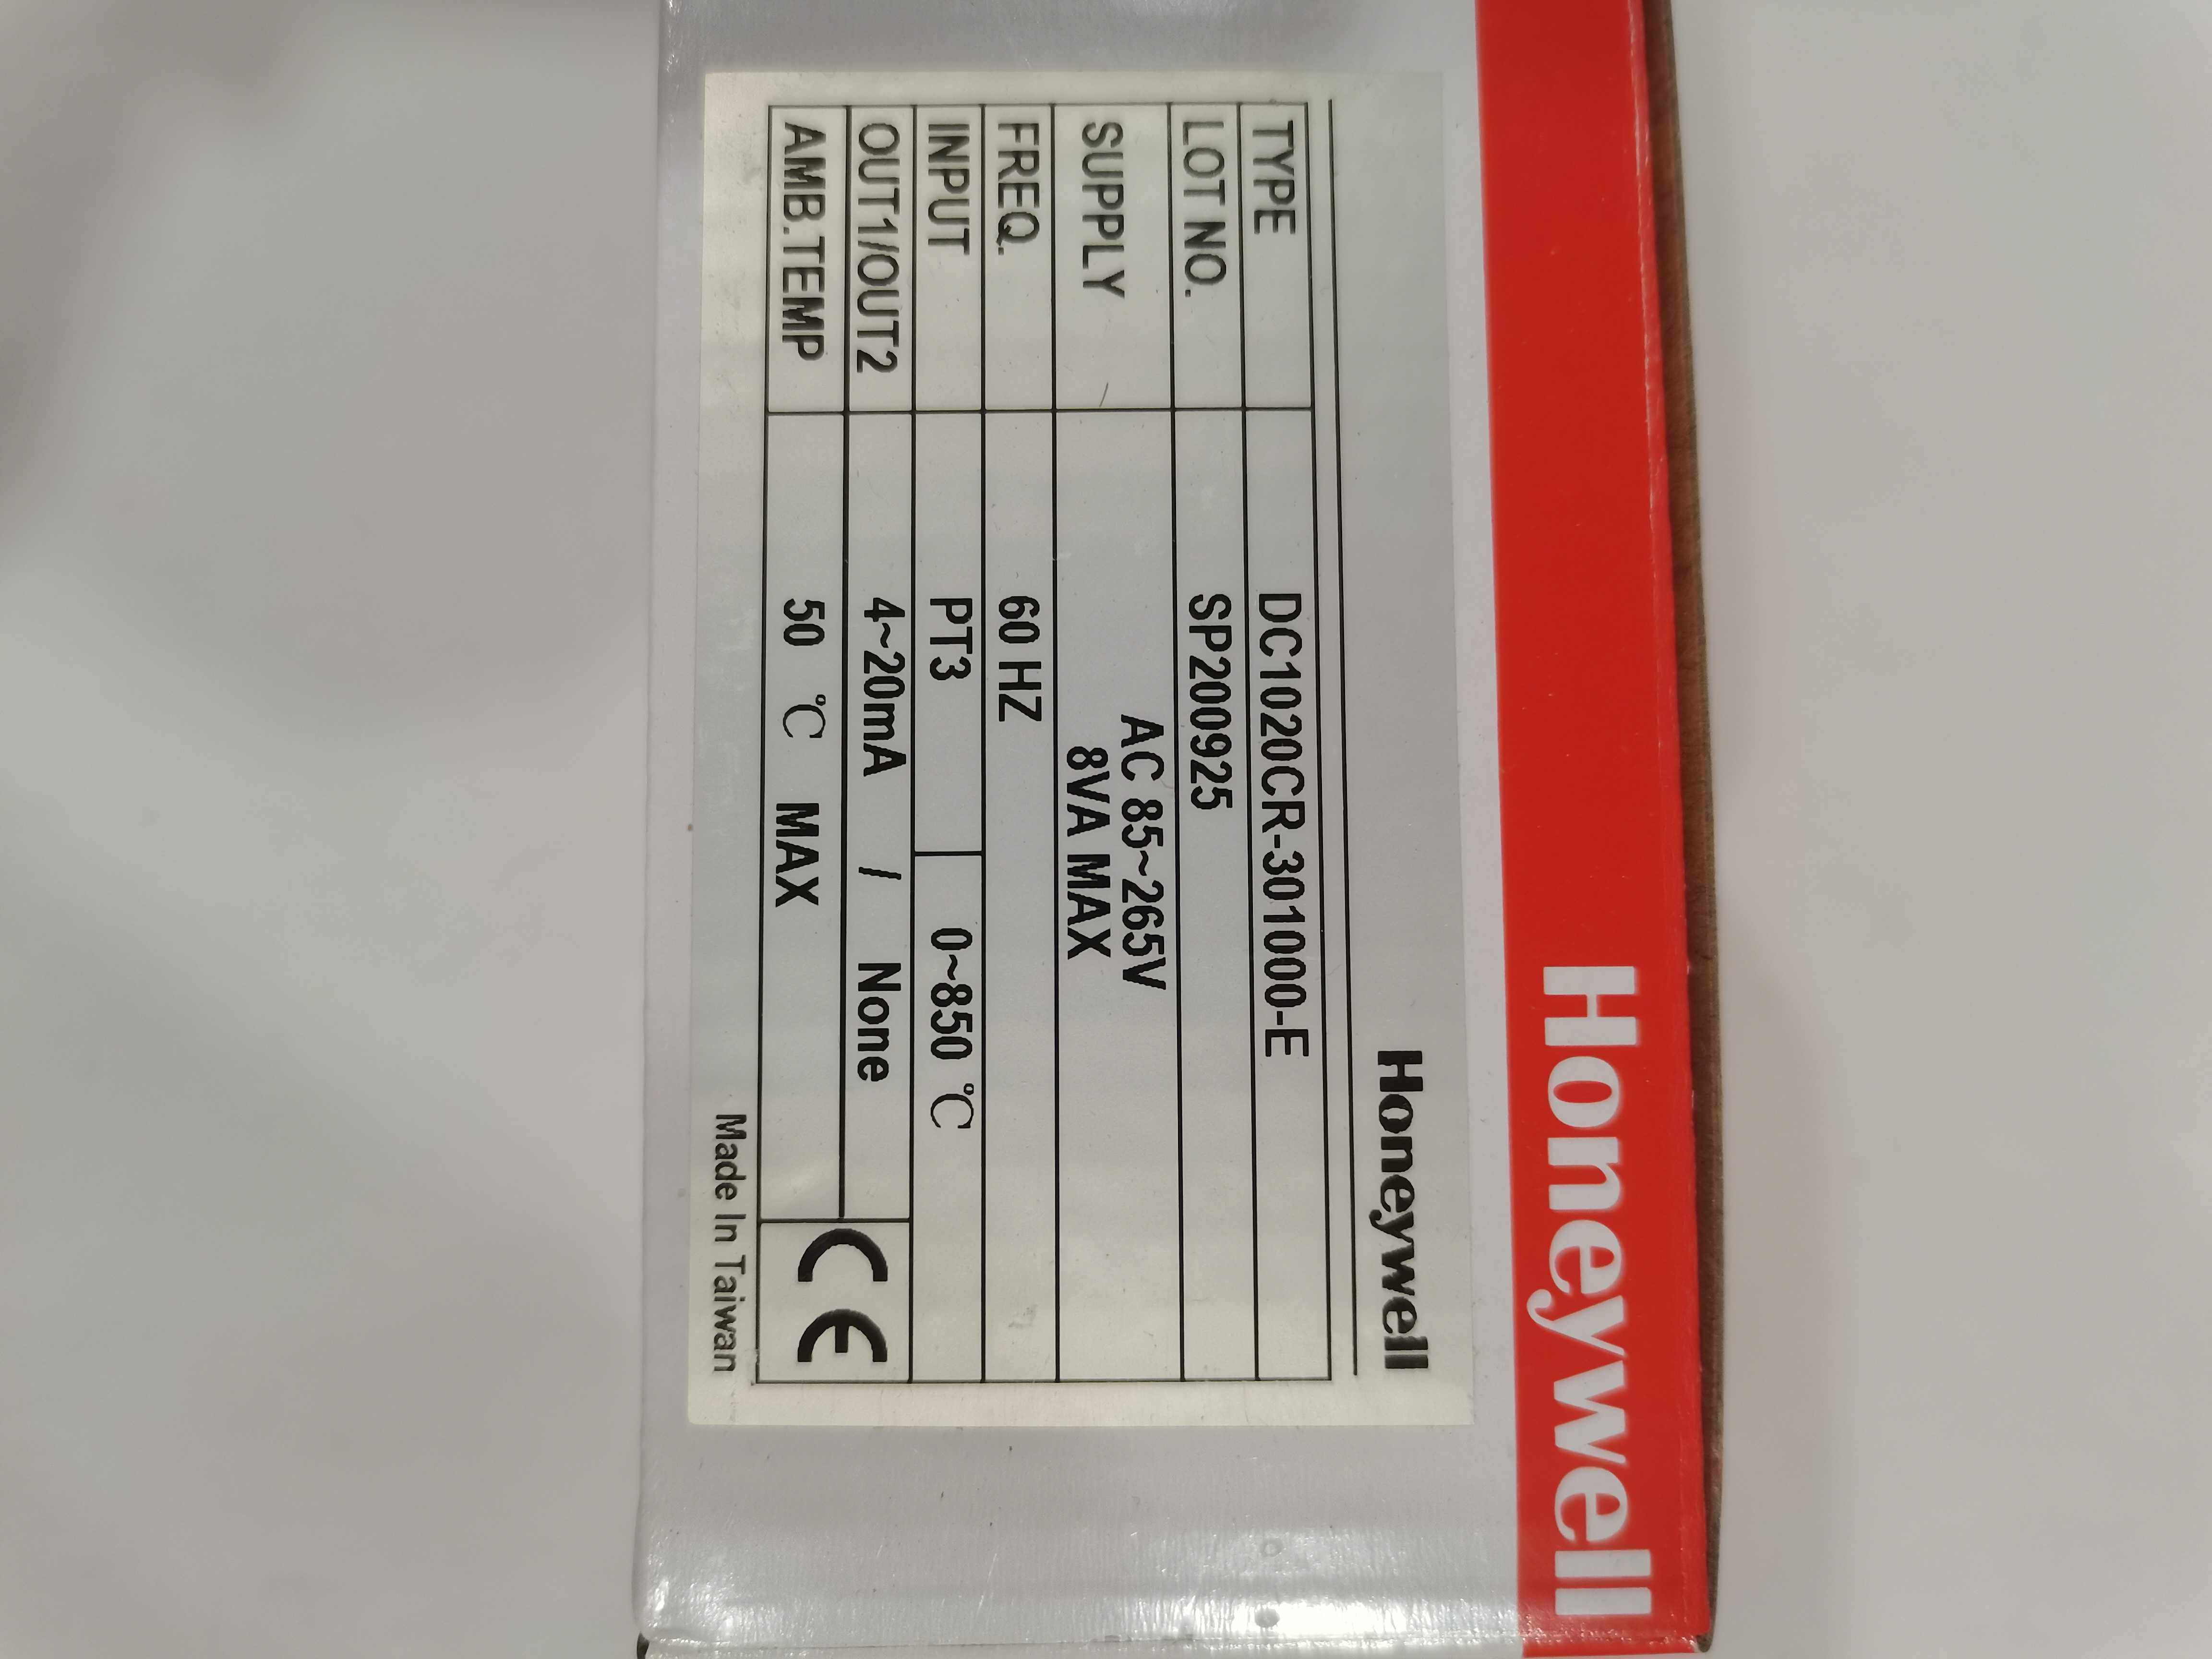 Honeywell
Honeywell
TYPE DC1020CR-301000-E
LOT NO. SP200925
SUPPLY AC 85~265V
8VA MAX
FREQ. 60 HZ
INPUT PT3 0~850 ℃
OUT1/OUT2 4~20mA / None
AMB.TEMP 50 ℃ MAX
CE
Made In Taiwan